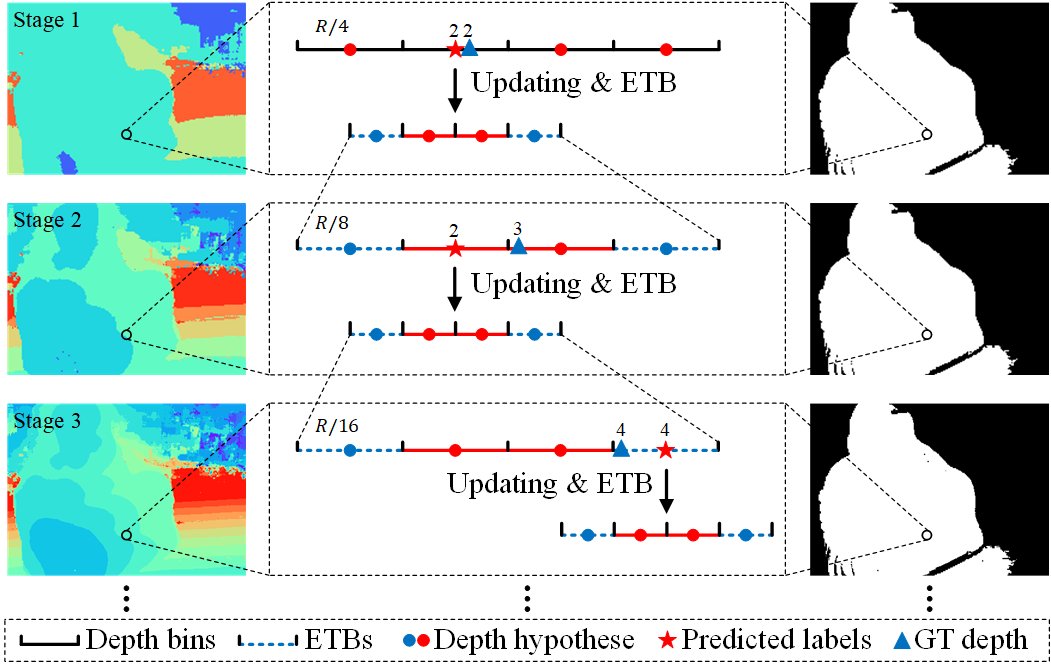 Stage 1
R/4
2 2
Updating & ETB
Stage 2
R/8
2
3
Updating & ETB
Stage 3
R/16
4
4
Updating & ETB
Depth bins
ETBs
Depth hypothese
Predicted labels
GT depth